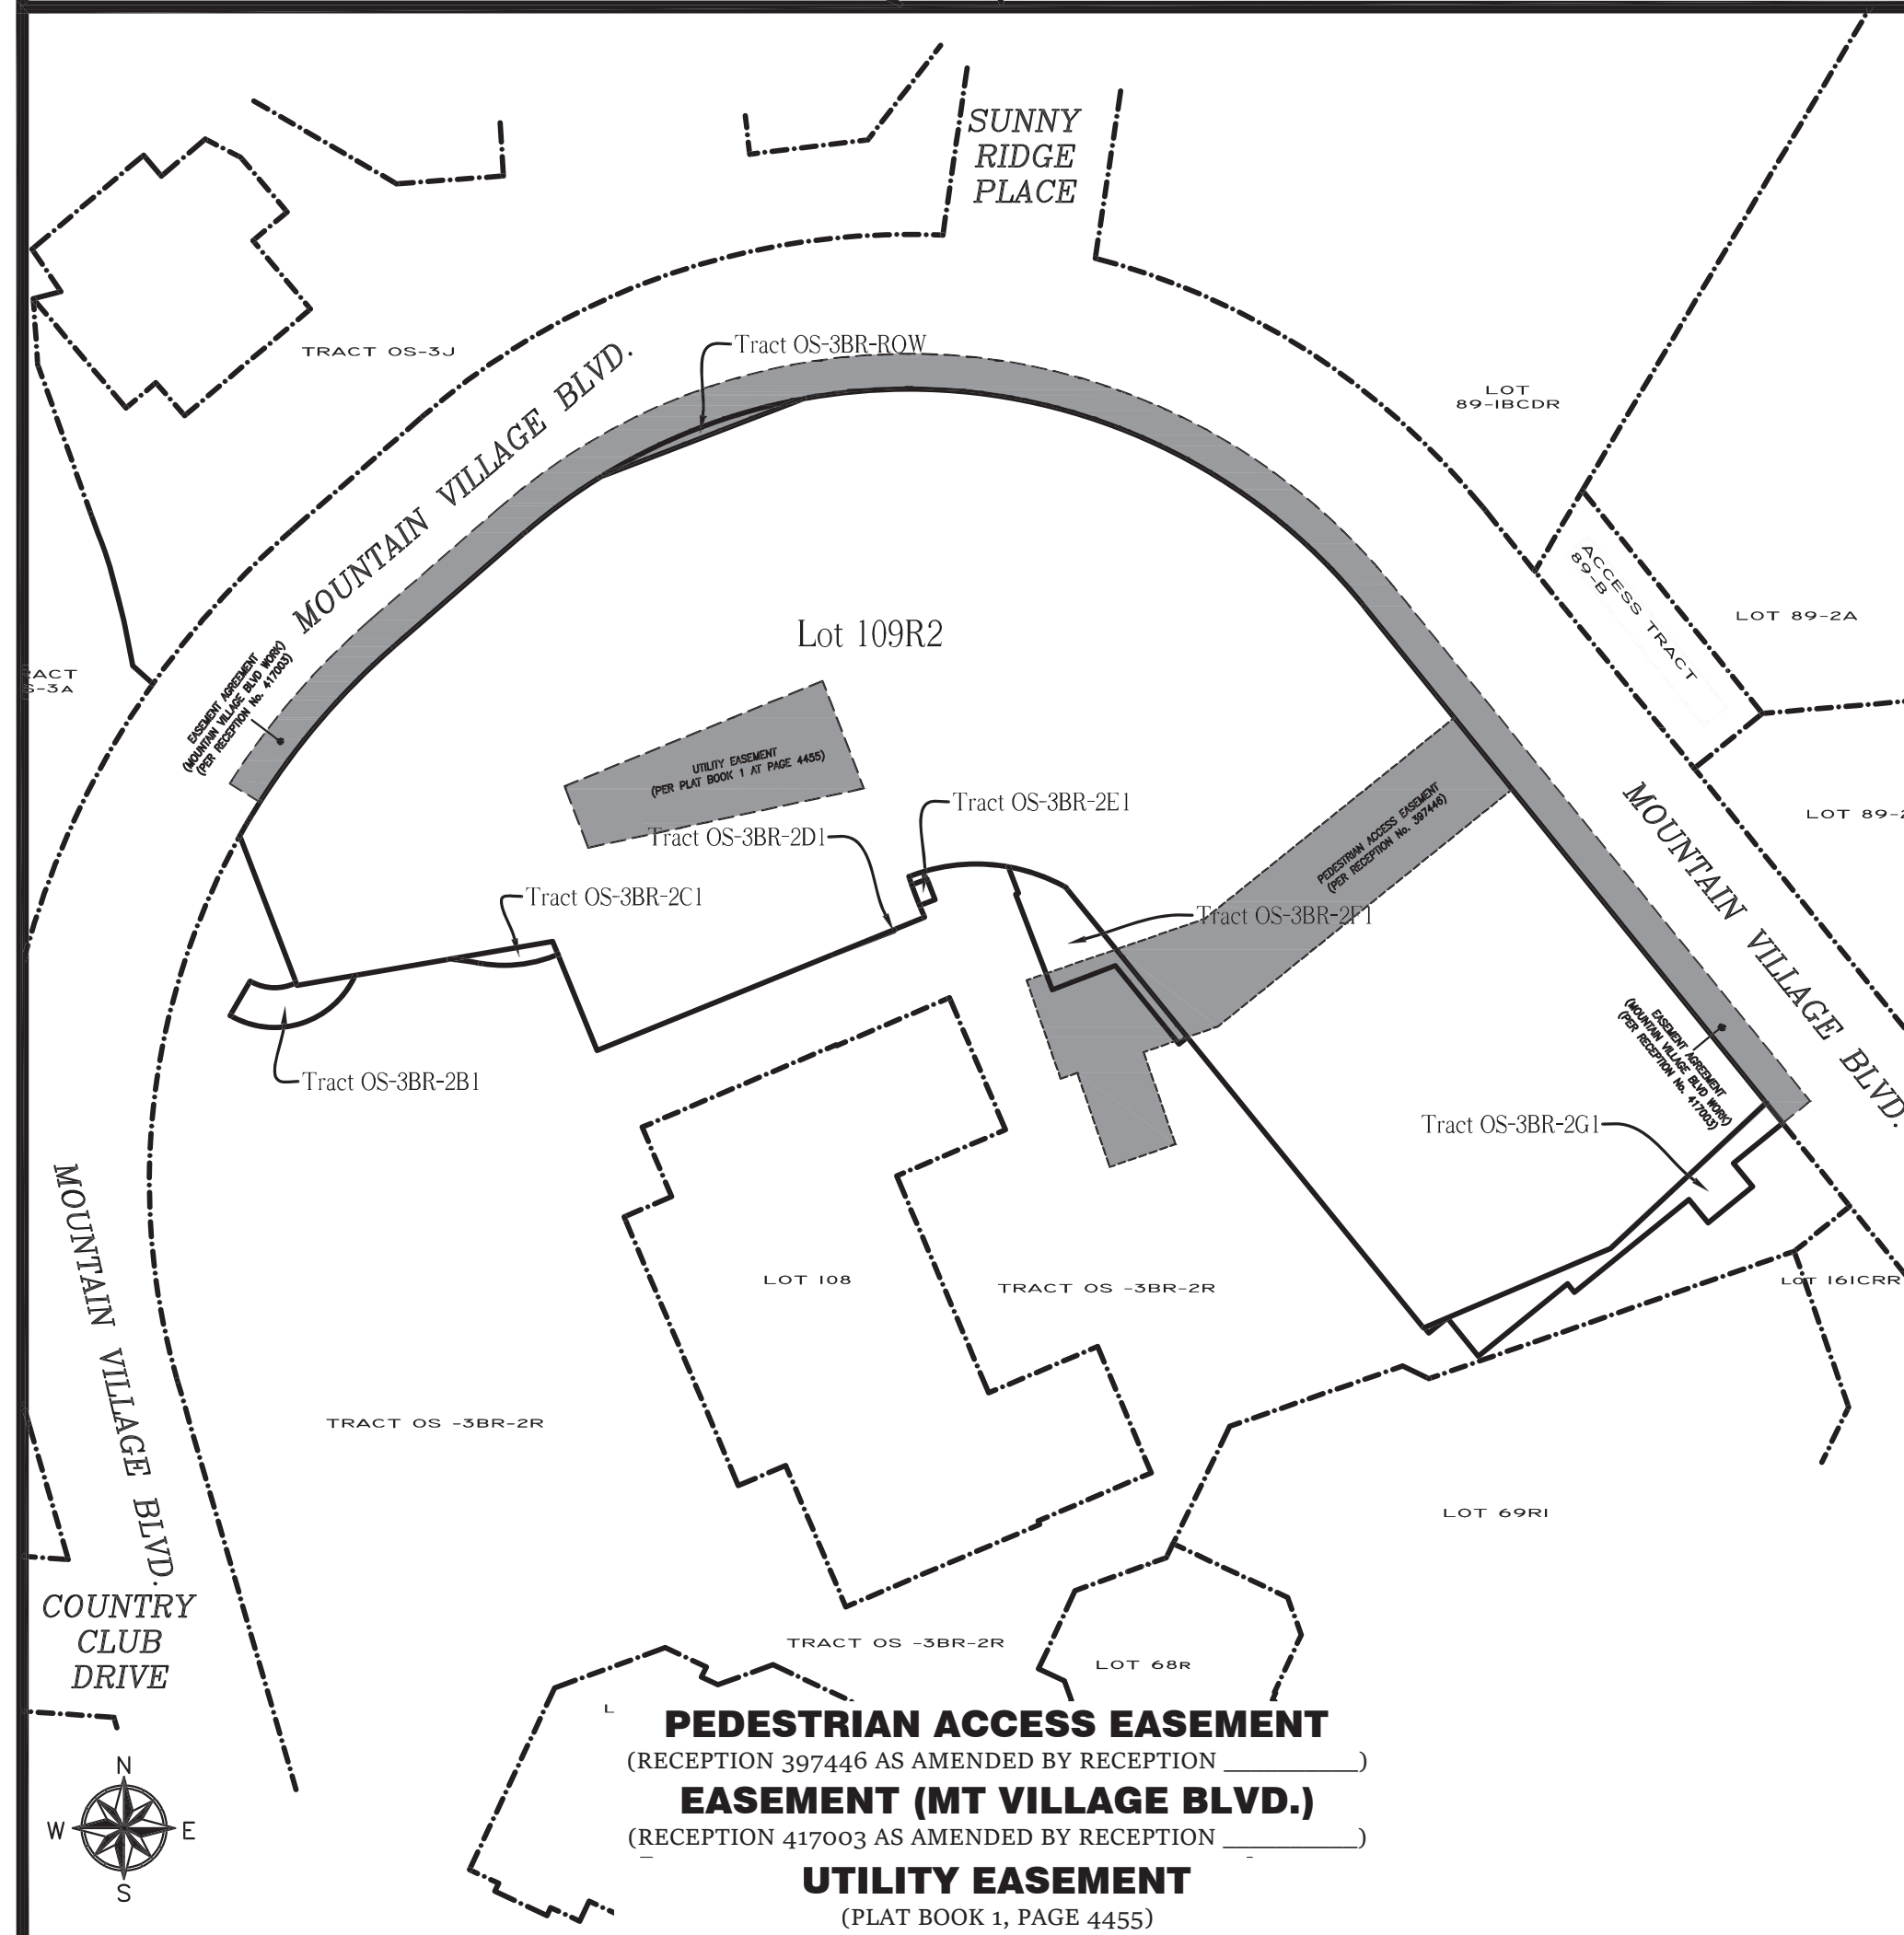 SUNNY
RIDGE
PLACE
TRACT OS-3J
Tract OS-3BR-ROW
MOUNTAIN VILLAGE BLVD.
LOT
89-1BCDR
ACCESS TRACT
89-B
LOT 89-2A
Lot 109R2
RACT
S-3A
EASEMENT AGREEMENT
(MOUNTAIN VILLAGE BLVD WORK)
(PER RECEPTION No. 417003)
UTILITY EASEMENT
(PER PLAT BOOK 1 AT PAGE 4455)
Tract OS-3BR-2E1
Tract OS-3BR-2D1
PEDESTRIAN ACCESS EASEMENT
(PER RECEPTION No. 397446)
LOT 89-2
MOUNTAIN VILLAGE BLVD.
Tract OS-3BR-2C1
Tract OS-3BR-2F1
Tract OS-3BR-2B1
EASEMENT AGREEMENT
(MOUNTAIN VILLAGE BLVD WORK)
(PER RECEPTION No. 417003)
Tract OS-3BR-2G1
MOUNTAIN VILLAGE BLVD.
LOT 108
TRACT OS -3BR-2R
LOT 161CRR
TRACT OS -3BR-2R
LOT 69R1
COUNTRY
CLUB
DRIVE
TRACT OS -3BR-2R
LOT 68R
L
PEDESTRIAN ACCESS EASEMENT
(RECEPTION 397446 AS AMENDED BY RECEPTION __________)
EASEMENT (MT VILLAGE BLVD.)
(RECEPTION 417003 AS AMENDED BY RECEPTION __________)
UTILITY EASEMENT
(PLAT BOOK 1, PAGE 4455)
N
W E
S